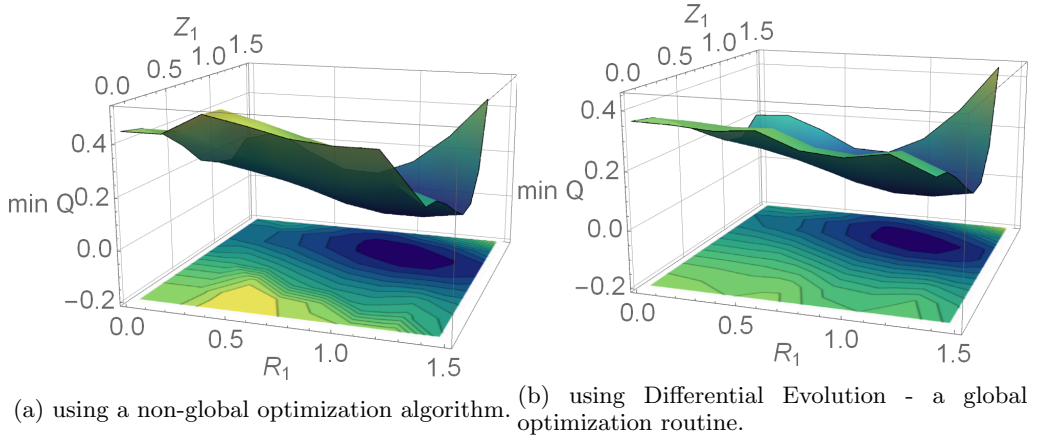 Z1
0.0 0.5 1.0 1.5
0.4
0.2
min Q
0.0
−0.2
0.0 0.5 1.0 1.5
R1
(a) using a non-global optimization algorithm.
Z1
0.0 0.5 1.0 1.5
0.4
0.2
min Q
0.0
−0.2
0.0 0.5 1.0 1.5
R1
(b) using Differential Evolution - a global
optimization routine.